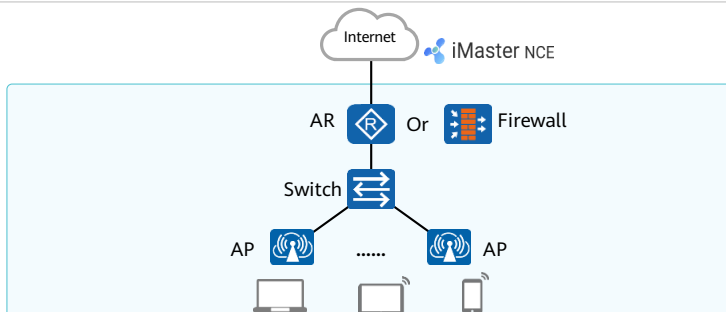 Internet
iMaster NCE
AR
Or
Firewall
R
Switch
AP
......
AP